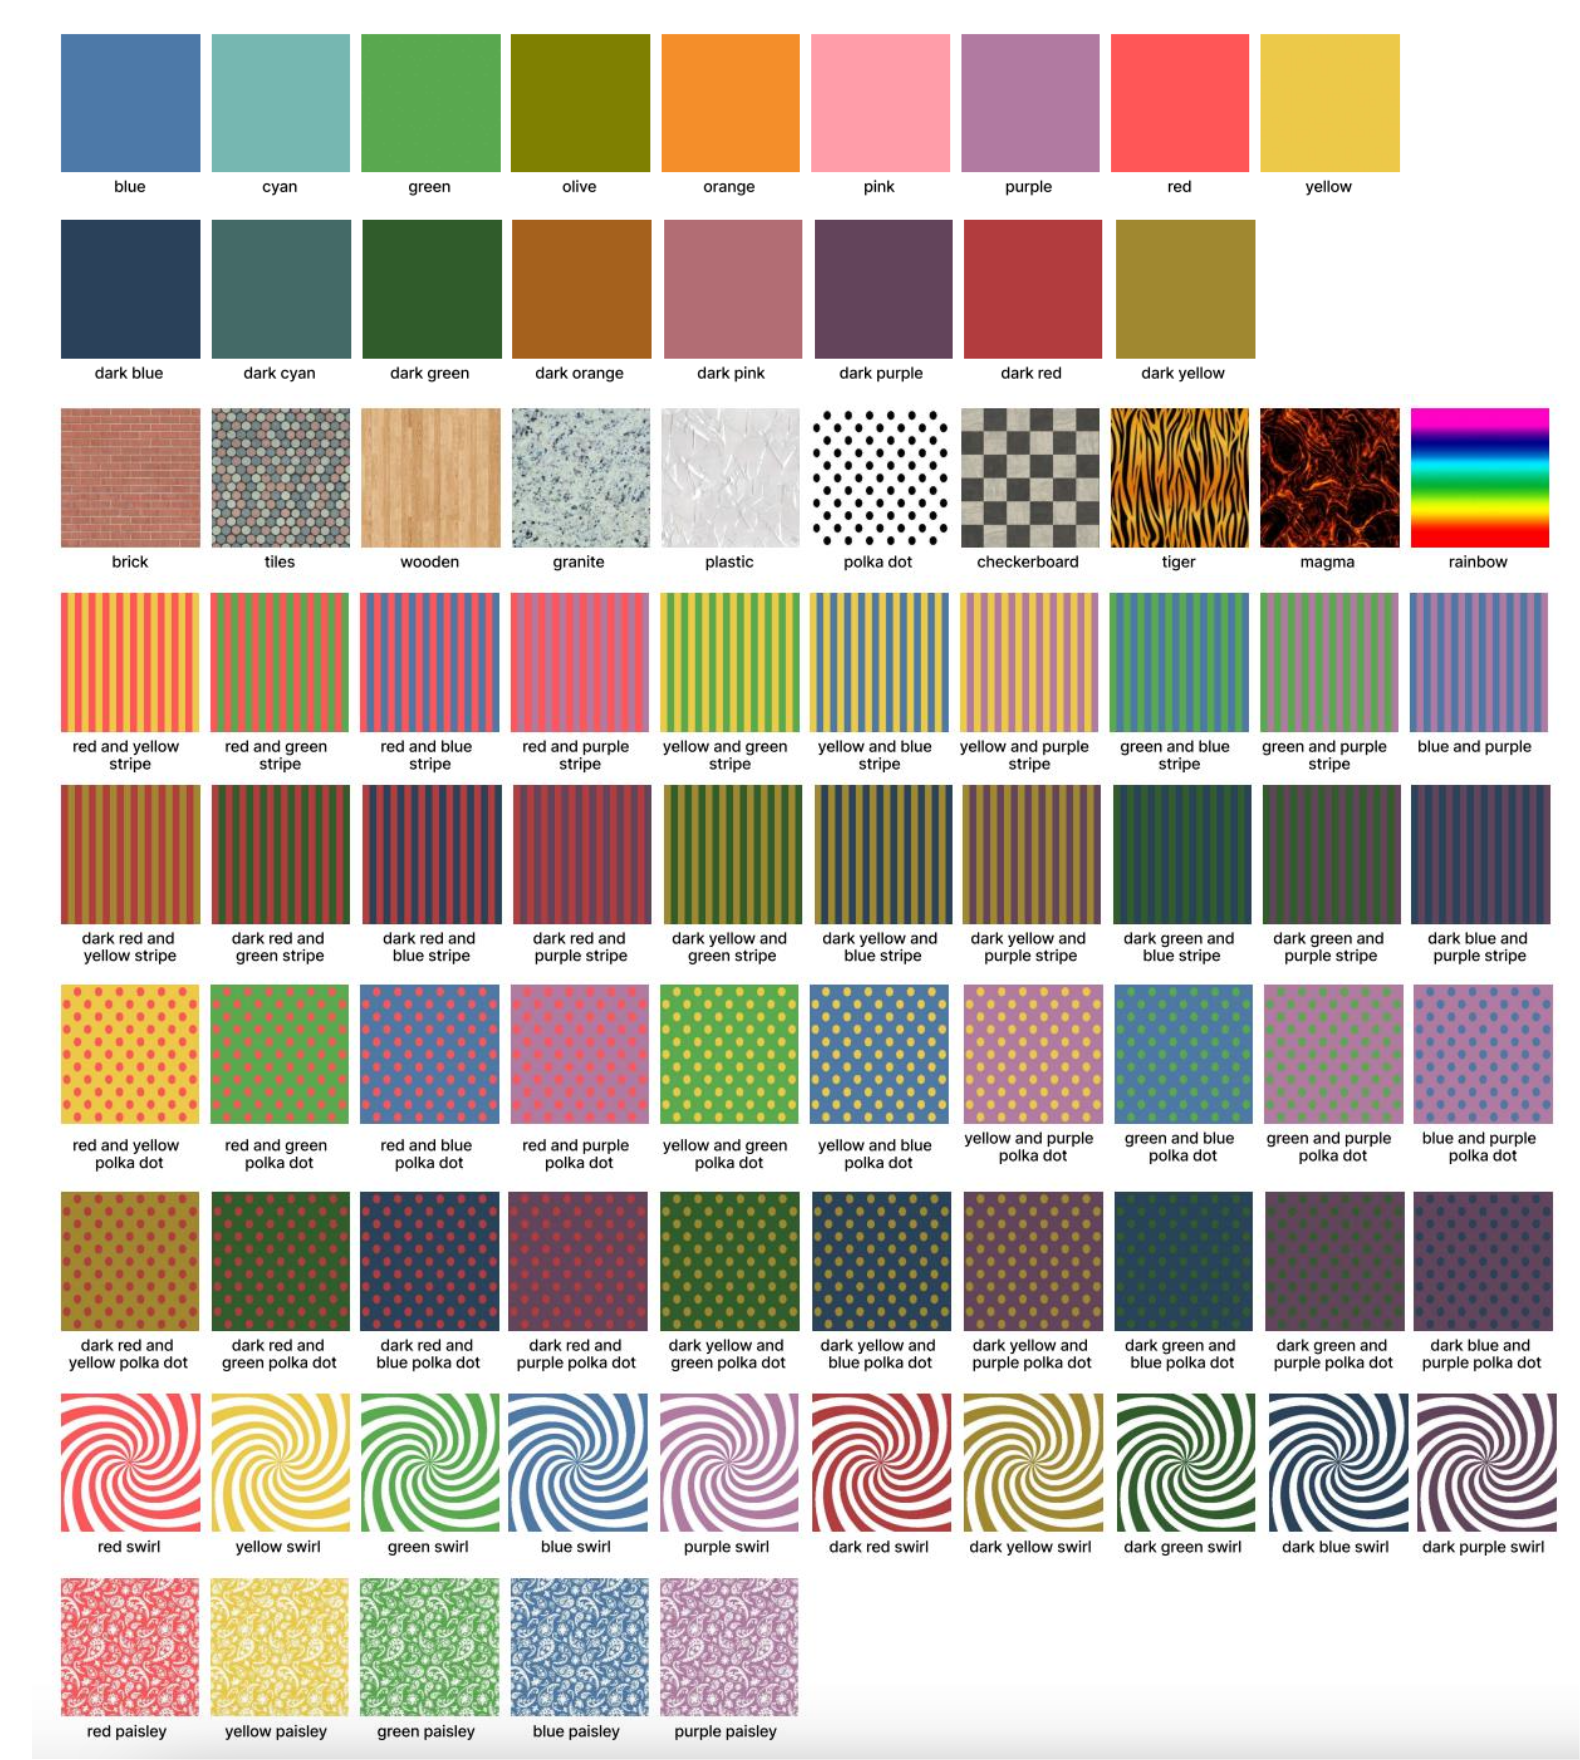 blue
cyan
green
olive
orange
pink
purple
red
yellow
dark blue
dark cyan
dark green
dark orange
dark pink
dark purple
dark red
dark yellow
brick
tiles
wooden
granite
plastic
polka dot
checkerboard
tiger
magma
rainbow
red and yellow
stripe
red and green
stripe
red and blue
stripe
red and purple
stripe
yellow and green
stripe
yellow and blue
stripe
yellow and purple
stripe
green and blue
stripe
green and purple
stripe
blue and purple
dark red and
yellow stripe
dark red and
green stripe
dark red and
blue stripe
dark red and
purple stripe
dark yellow and
green stripe
dark yellow and
blue stripe
dark yellow and
purple stripe
dark green and
blue stripe
dark green and
purple stripe
dark blue and
purple stripe
red and yellow
polka dot
red and green
polka dot
red and blue
polka dot
red and purple
polka dot
yellow and green
polka dot
yellow and blue
polka dot
yellow and purple
polka dot
green and blue
polka dot
green and purple
polka dot
blue and purple
polka dot
dark red and
yellow polka dot
dark red and
green polka dot
dark red and
blue polka dot
dark red and
purple polka dot
dark yellow and
green polka dot
dark yellow and
blue polka dot
dark yellow and
purple polka dot
dark green and
blue polka dot
dark green and
purple polka dot
dark blue and
purple polka dot
red swirl
yellow swirl
green swirl
blue swirl
purple swirl
dark red swirl
dark yellow swirl
dark green swirl
dark blue swirl
dark purple swirl
red paisley
yellow paisley
green paisley
blue paisley
purple paisley